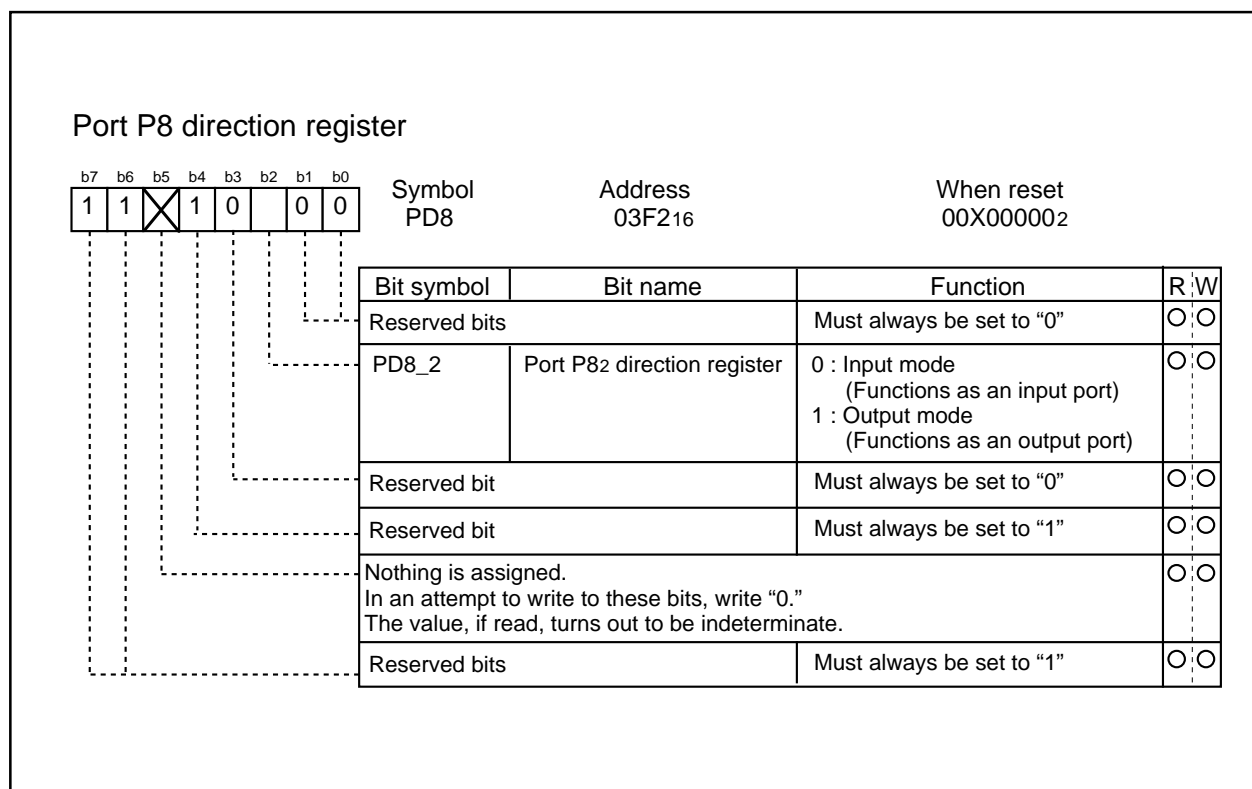 Port P8 direction register
b7 b6 b5 b4 b3 b2 b1 b0
1 1 1 0 0 0
Symbol Address When reset
PD8 03F216 00X000002
Bit symbol Bit name Function R W
Reserved bits Must always be set to “0”
PD8_2 Port P82 direction register 0 : Input mode
(Functions as an input port)
1 : Output mode
(Functions as an output port)
Reserved bit Must always be set to “0”
Reserved bit Must always be set to “1”
Nothing is assigned.
In an attempt to write to these bits, write “0.”
The value, if read, turns out to be indeterminate.
Reserved bits Must always be set to “1”